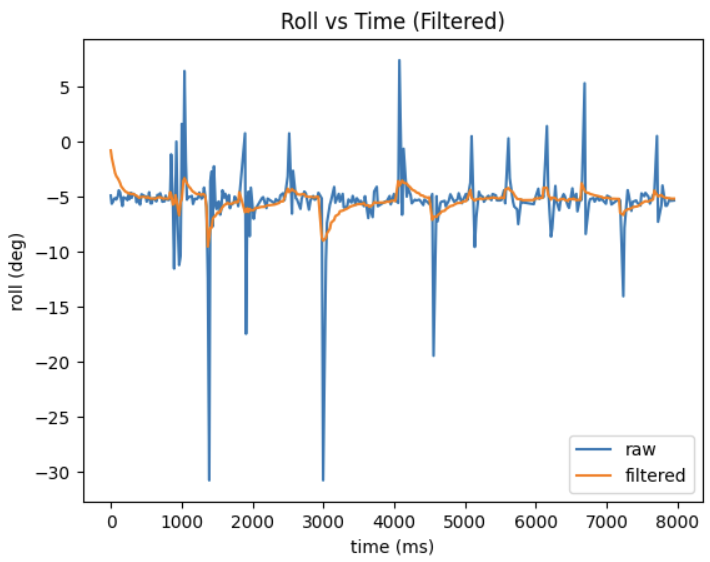 Roll vs Time (Filtered)
roll (deg)
5
0
−5
−10
−15
−20
−25
−30
0 1000 2000 3000 4000 5000 6000 7000 8000
time (ms)
raw
filtered